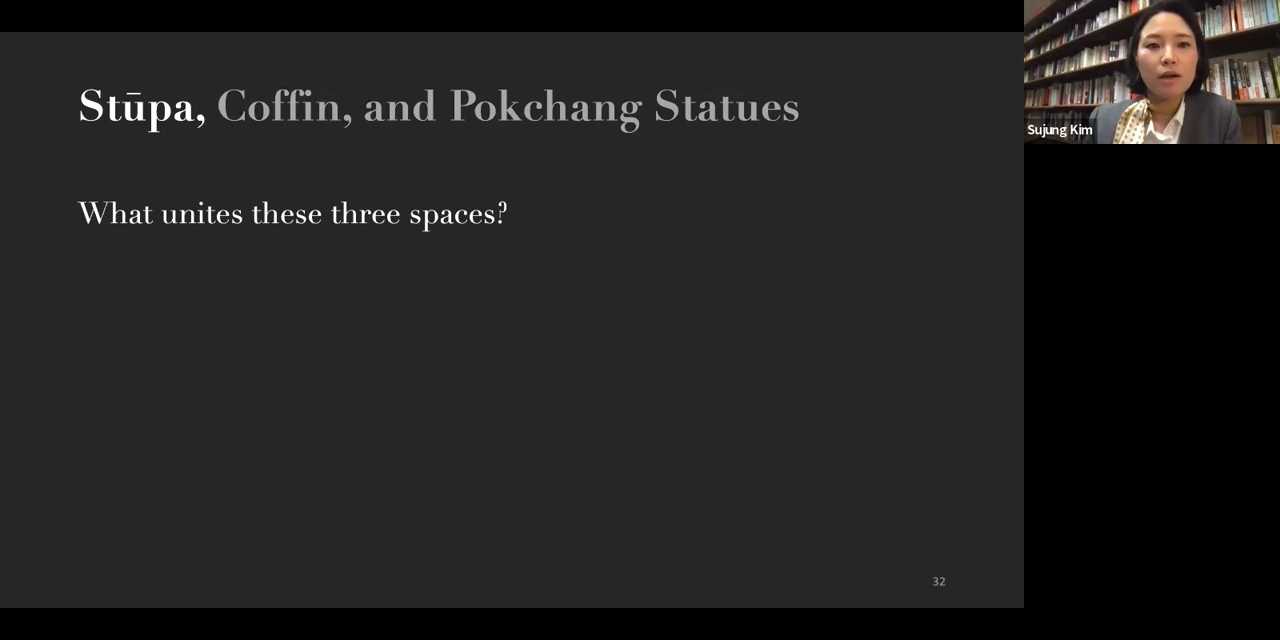 Stūpa, Coffin, and Pokchang Statues
Sujung Kim
What unites these three spaces?
32